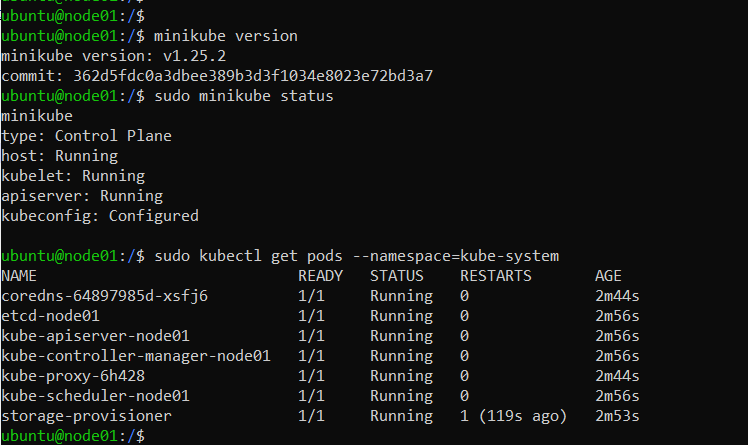 ubuntu@node01:/$
ubuntu@node01:/$ minikube version
minikube version: v1.25.2
commit: 362d5fdc0a3dbee389b3d3f1034e8023e72bd3a7
ubuntu@node01:/$ sudo minikube status
minikube
type: Control Plane
host: Running
kubelet: Running
apiserver: Running
kubeconfig: Configured
ubuntu@node01:/$ sudo kubectl get pods --namespace=kube-system
NAME READY STATUS RESTARTS AGE
coredns-64897985d-xsfj6 1/1 Running 0 2m44s
etcd-node01 1/1 Running 0 2m56s
kube-apiserver-node01 1/1 Running 0 2m56s
kube-controller-manager-node01 1/1 Running 0 2m56s
kube-proxy-6h428 1/1 Running 0 2m44s
kube-scheduler-node01 1/1 Running 0 2m56s
storage-provisioner 1/1 Running 1 (119s ago) 2m53s
ubuntu@node01:/$